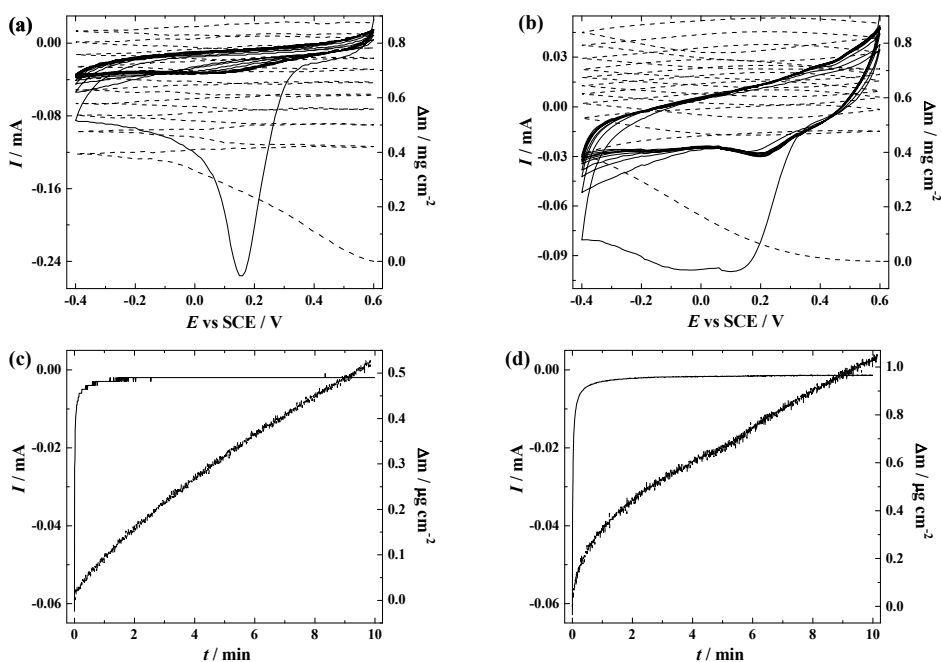 (a)
0.00
-0.08
-0.16
-0.24
I / mA
0.8
0.6
0.4
0.2
0.0
Δm / mg cm⁻²
-0.4 -0.2 0.0 0.2 0.4 0.6
E vs SCE / V
(b)
0.03
0.00
-0.03
-0.06
-0.09
I / mA
0.8
0.6
0.4
0.2
0.0
Δm / mg cm⁻²
-0.4 -0.2 0.0 0.2 0.4 0.6
E vs SCE / V
(c)
0.00
-0.02
-0.04
-0.06
I / mA
0.5
0.4
0.3
0.2
0.1
0.0
Δm / μg cm⁻²
0 2 4 6 8 10
t / min
(d)
0.00
-0.02
-0.04
-0.06
I / mA
1.0
0.8
0.6
0.4
0.2
0.0
Δm / μg cm⁻²
0 2 4 6 8 10
t / min